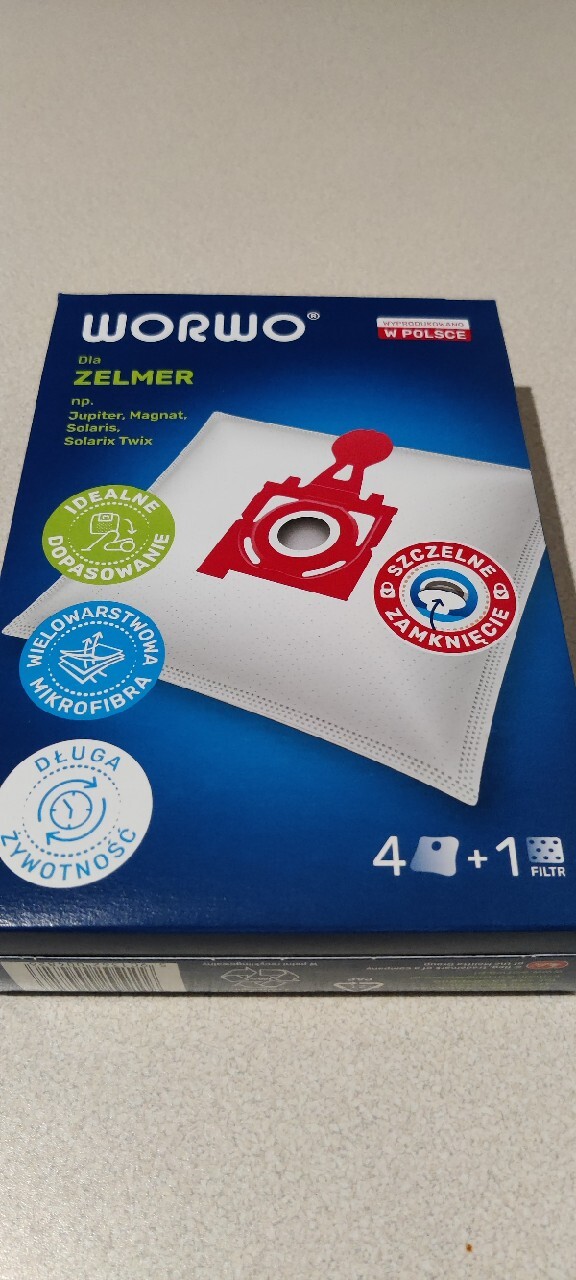 WORWO®
WYPRODUKOWANO
W POLSCE
Dla
ZELMER
np.
Jupiter, Magnat,
Solaris,
Solarix Twix
IDEALNE
DOPASOWANIE
SZCZELNE
ZAMKNIĘCIE
WIELOWARSTWOWA
MIKROFIBRA
DŁUGA
ŻYWOTNOŚĆ
4 + 1
FILTR